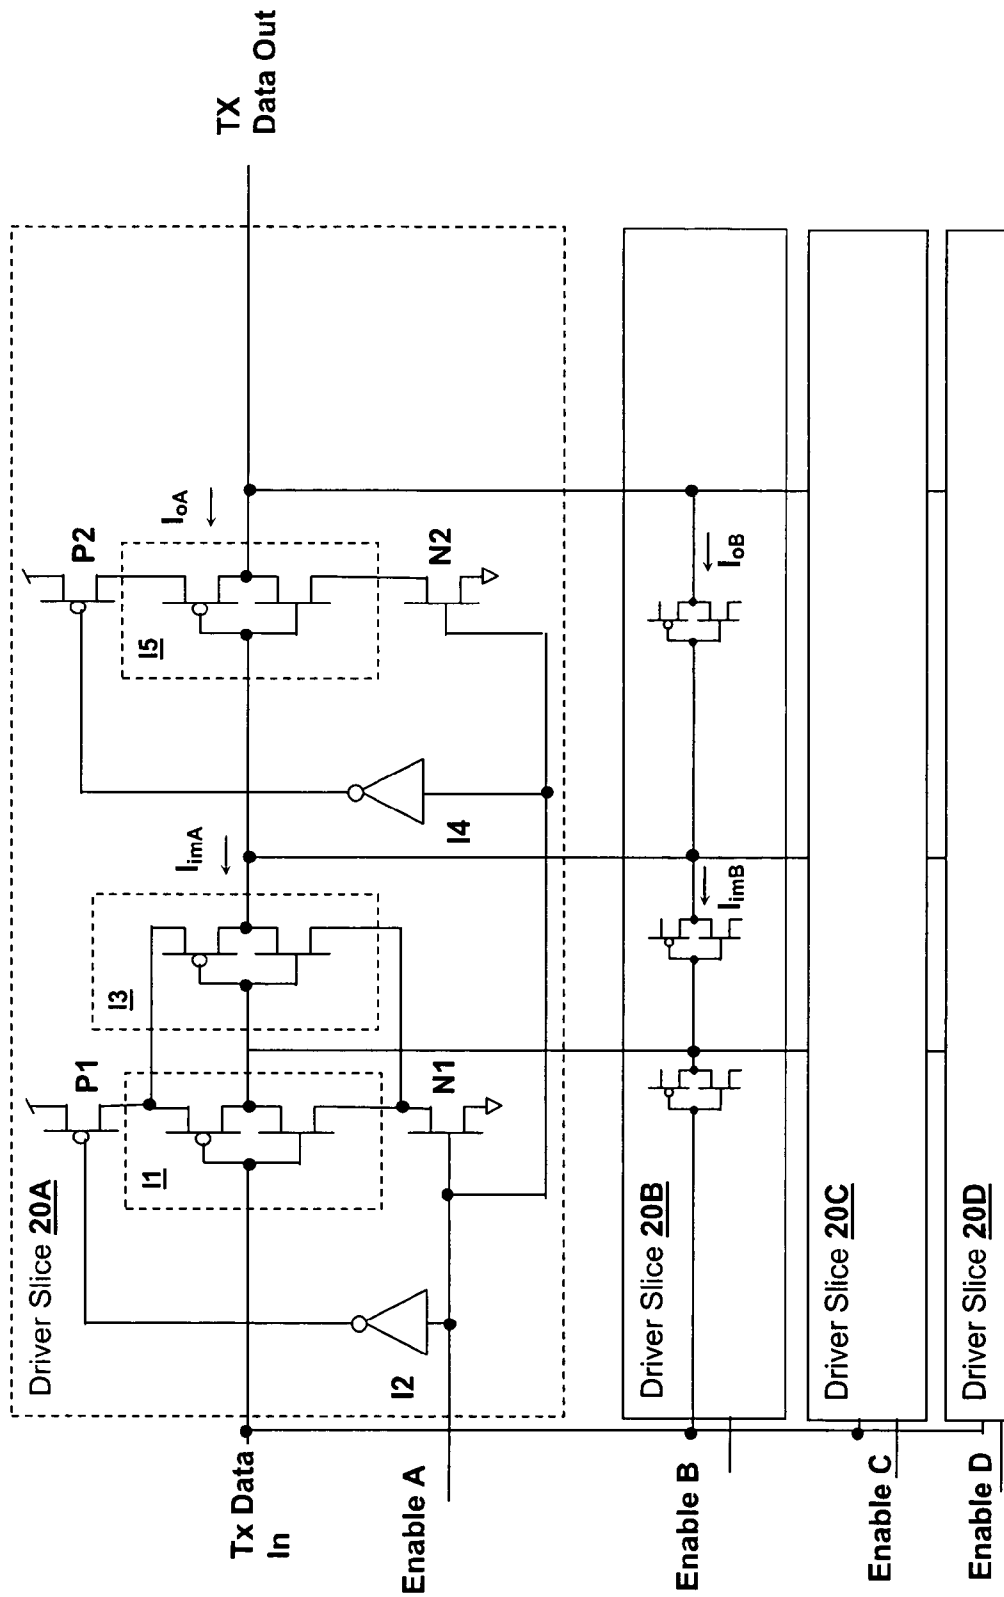 Driver Slice 20A
P1
P2
I1
I3
I5
IimA
IoA
TX
Data Out
I2
N1
I4
N2
Tx Data
In
Enable A
Driver Slice 20B
IimB
IoB
Enable B
Driver Slice 20C
Enable C
Driver Slice 20D
Enable D